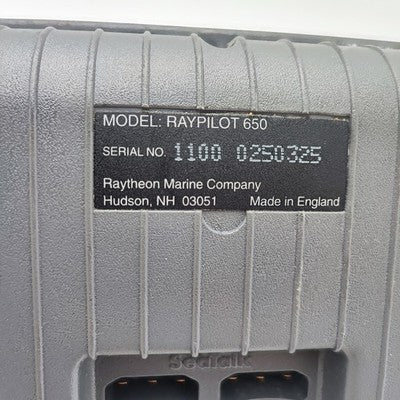 MODEL: RAYPILOT 650
SERIAL NO. 1100 0250325
Raytheon Marine Company
Hudson, NH 03051 Made in England
SeaTalk